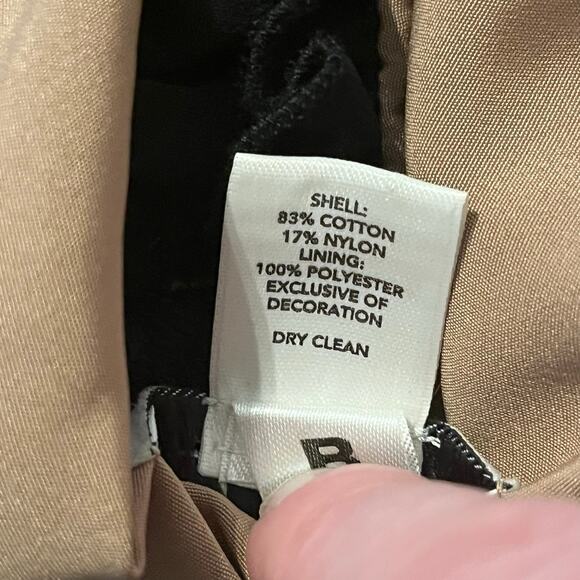 SHELL:
83% COTTON
17% NYLON
LINING:
100% POLYESTER
EXCLUSIVE OF
DECORATION
DRY CLEAN
B